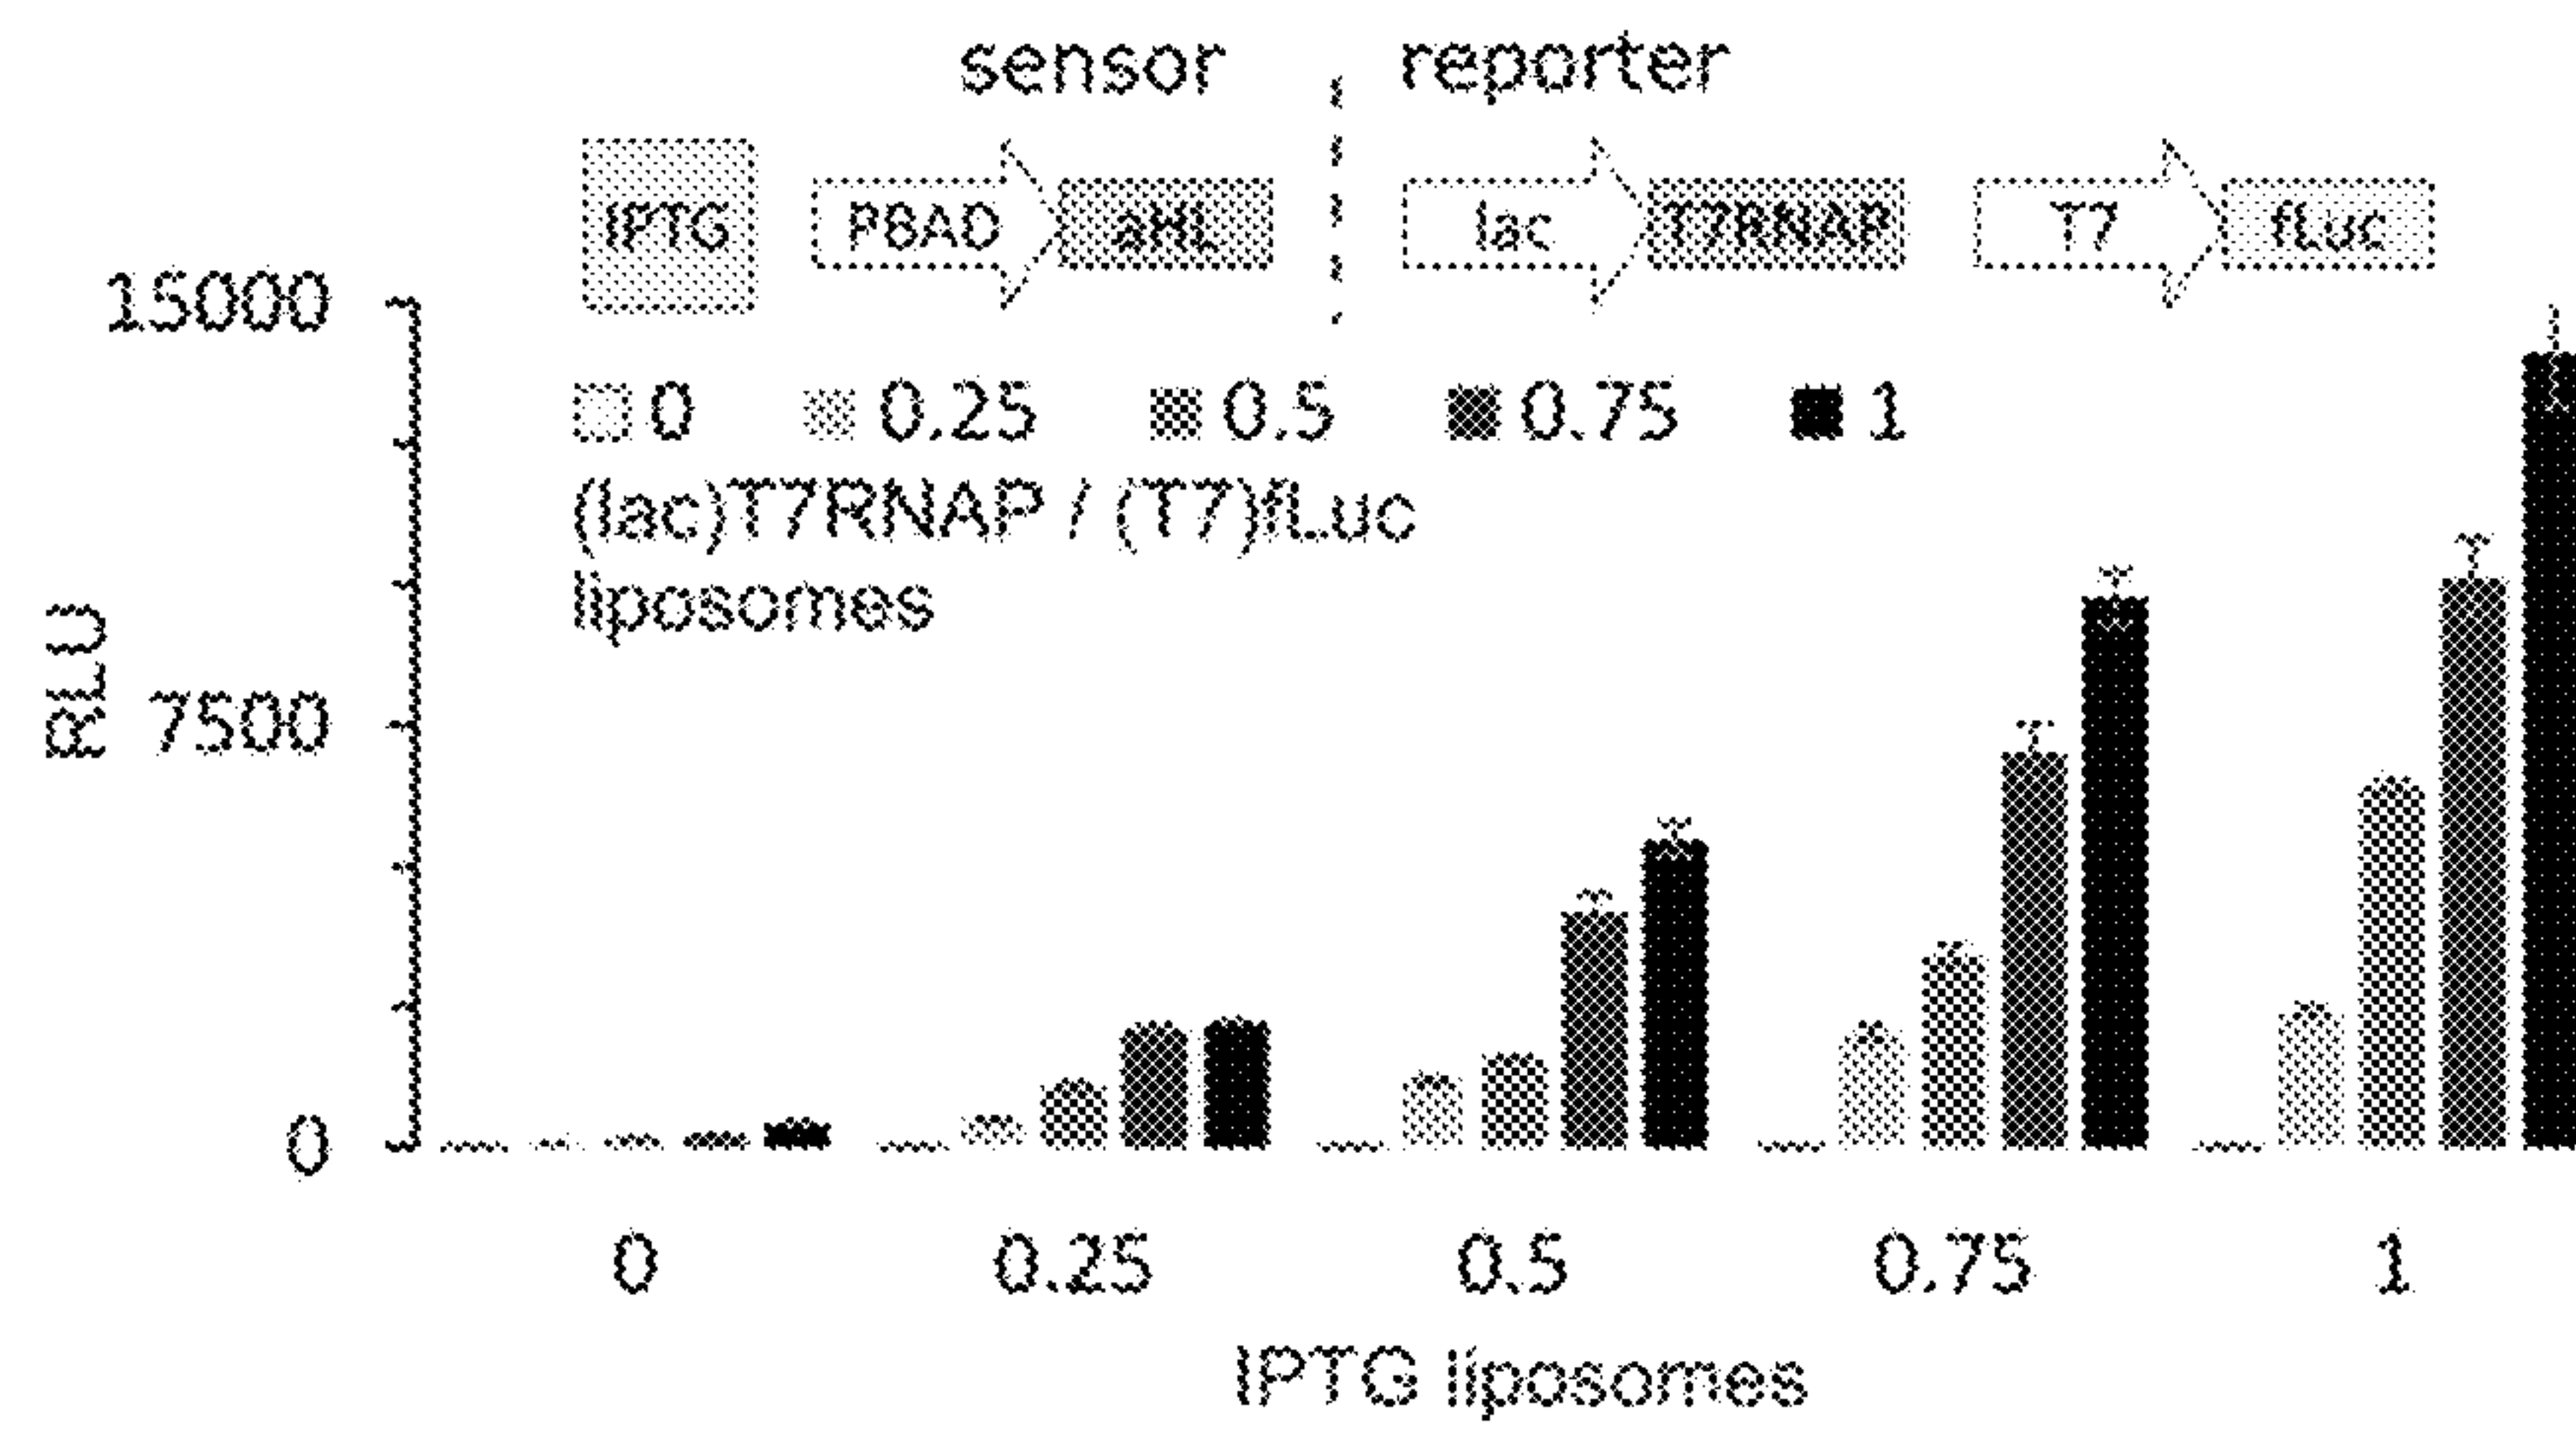 sensor reporter
IPTG PBAD aHL lac T7RNAP T7 fLuc
15000
0 0.25 0.5 0.75 1
(lac)T7RNAP / (T7)fLuc
liposomes
RLU
7500
0
0 0.25 0.5 0.75 1
IPTG liposomes